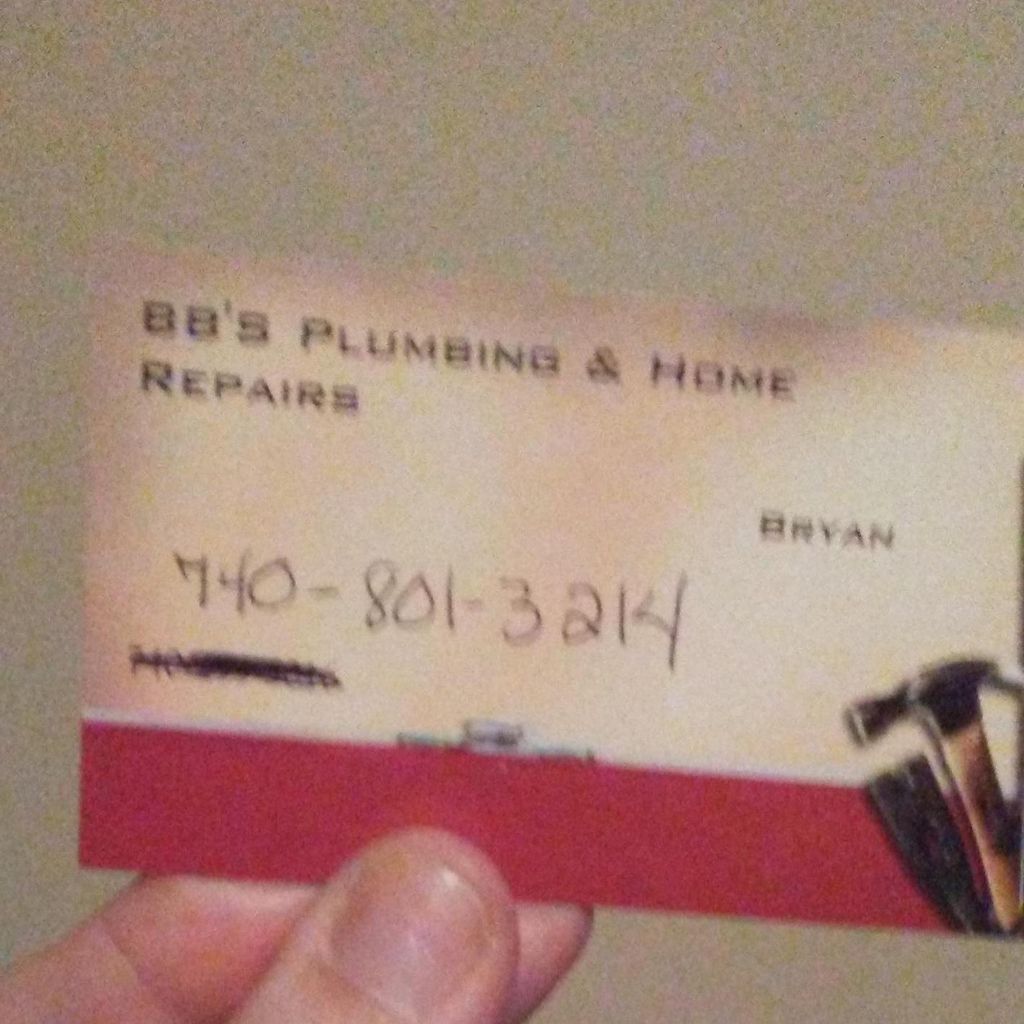 BB'S PLUMBING & HOME
REPAIRS
BRYAN
740-801-3214